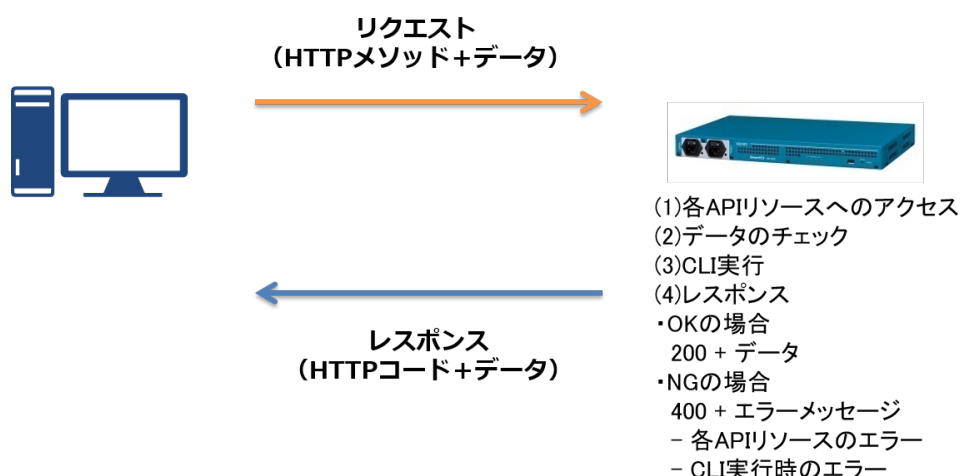 リクエスト
（HTTPメソッド＋データ）
(1)各APIリソースへのアクセス
(2)データのチェック
(3)CLI実行
(4)レスポンス
・OKの場合
200 + データ
・NGの場合
400 + エラーメッセージ
- 各APIリソースのエラー
- CLI実行時のエラー
レスポンス
（HTTPコード＋データ）